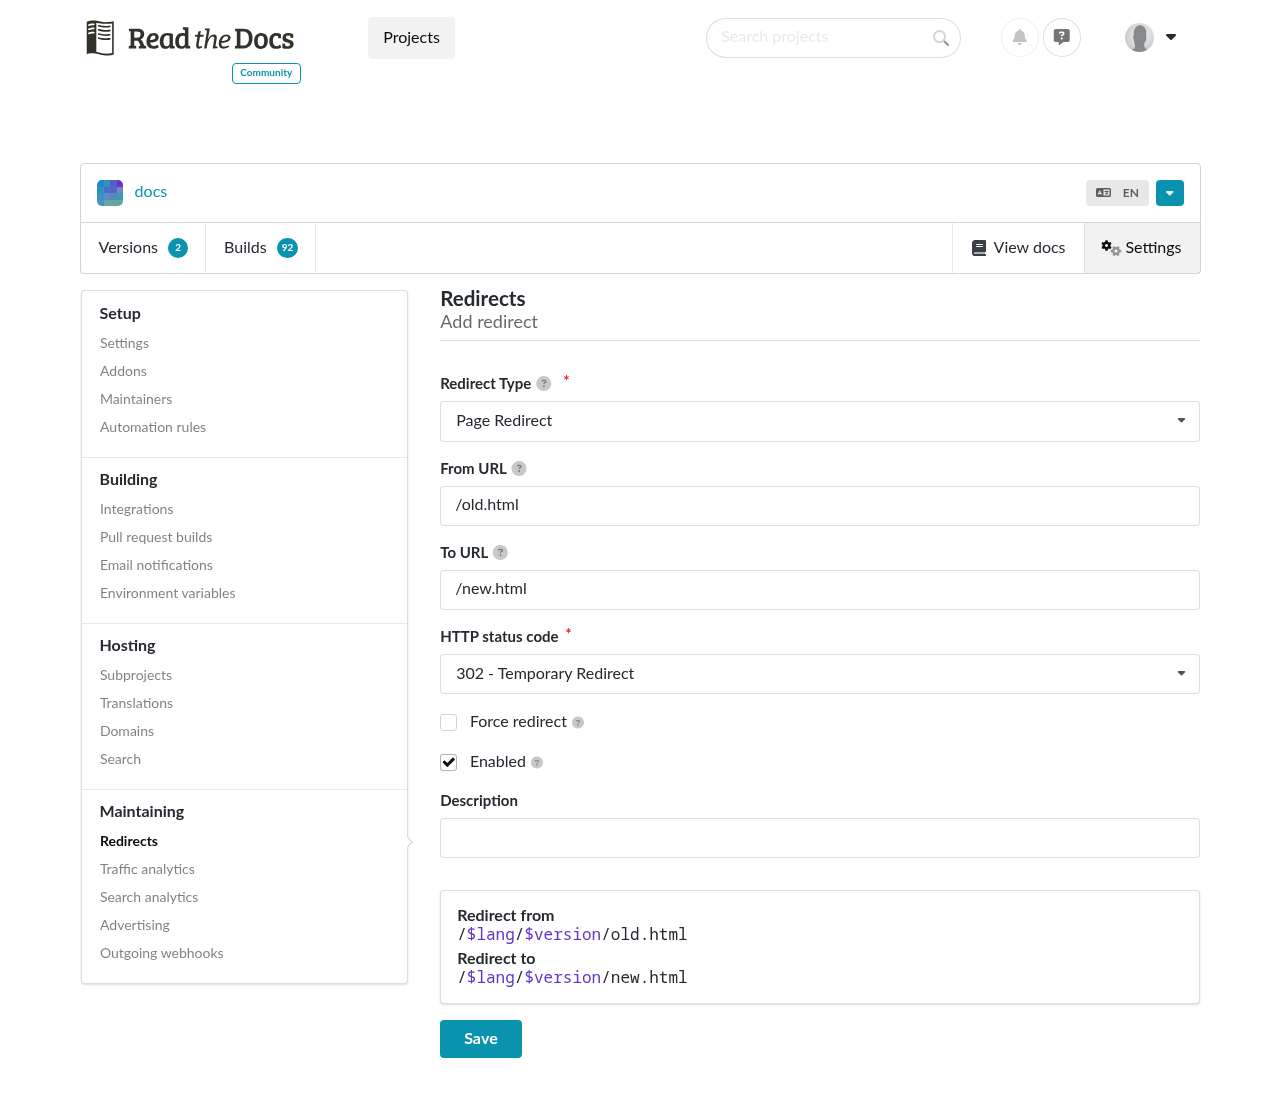 Read the Docs
Community
Projects
Search projects
docs
EN
Versions 2
Builds 92
View docs
Settings
Setup
Settings
Addons
Maintainers
Automation rules
Building
Integrations
Pull request builds
Email notifications
Environment variables
Hosting
Subprojects
Translations
Domains
Search
Maintaining
Redirects
Traffic analytics
Search analytics
Advertising
Outgoing webhooks
Redirects
Add redirect
Redirect Type ? *
Page Redirect
From URL ?
/old.html
To URL ?
/new.html
HTTP status code *
302 - Temporary Redirect
Force redirect ?
Enabled ?
Description
Redirect from
/$lang/$version/old.html
Redirect to
/$lang/$version/new.html
Save